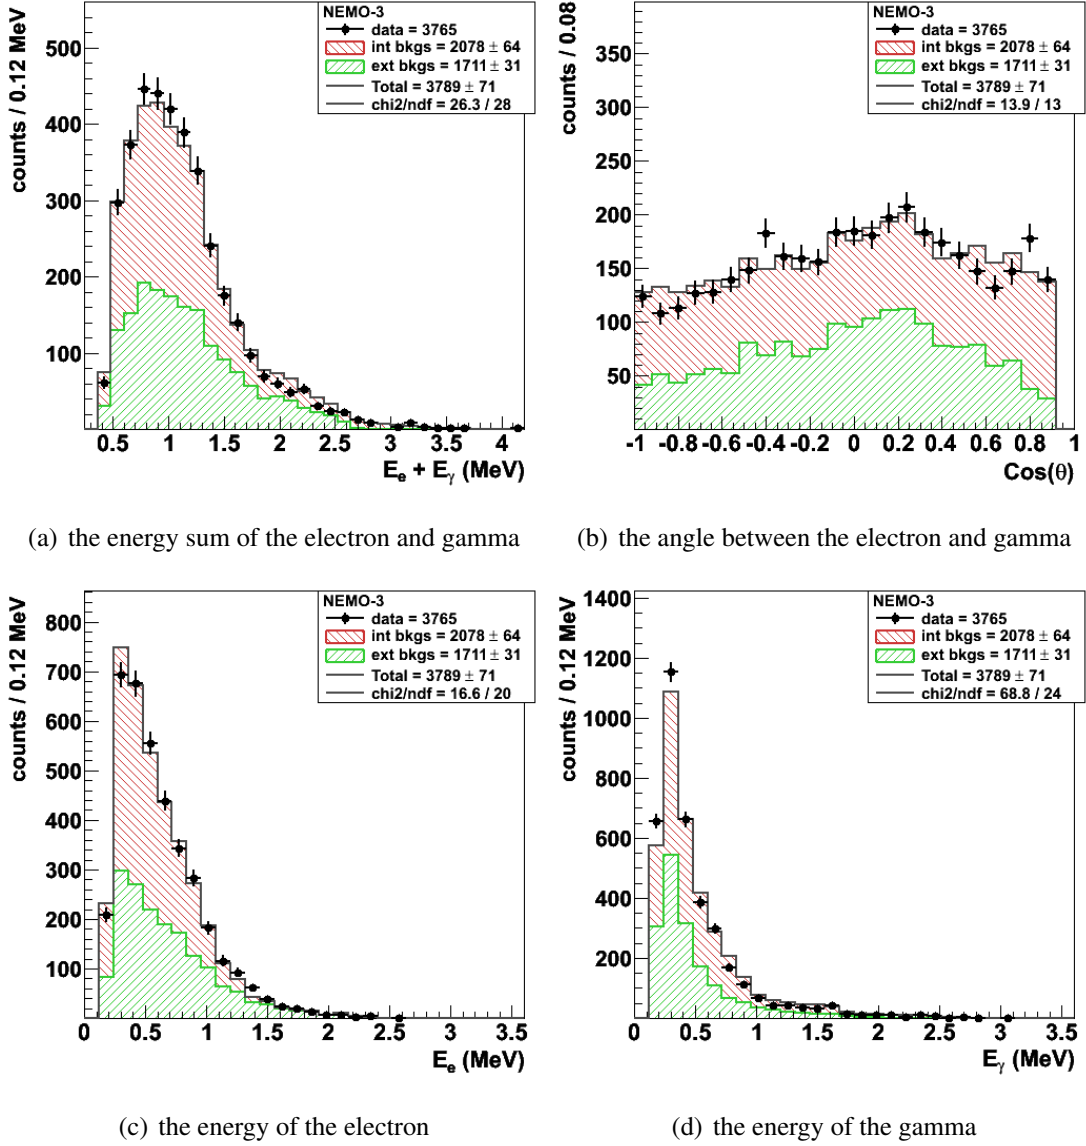 NEMO-3
data = 3765
int bkgs = 2078 ± 64
ext bkgs = 1711 ± 31
Total = 3789 ± 71
chi2/ndf = 26.3 / 28
counts / 0.12 MeV
500
400
300
200
100
0.5 1 1.5 2 2.5 3 3.5 4
E_e + E_γ (MeV)
NEMO-3
data = 3765
int bkgs = 2078 ± 64
ext bkgs = 1711 ± 31
Total = 3789 ± 71
chi2/ndf = 13.9 / 13
counts / 0.08
350
300
250
200
150
100
50
-1 -0.8 -0.6 -0.4 -0.2 0 0.2 0.4 0.6 0.8 1
Cos(θ)
(a) the energy sum of the electron and gamma
(b) the angle between the electron and gamma
NEMO-3
data = 3765
int bkgs = 2078 ± 64
ext bkgs = 1711 ± 31
Total = 3789 ± 71
chi2/ndf = 16.6 / 20
counts / 0.12 MeV
800
700
600
500
400
300
200
100
0 0.5 1 1.5 2 2.5 3 3.5
E_e (MeV)
NEMO-3
data = 3765
int bkgs = 2078 ± 64
ext bkgs = 1711 ± 31
Total = 3789 ± 71
chi2/ndf = 68.8 / 24
counts / 0.12 MeV
1400
1200
1000
800
600
400
200
0 0.5 1 1.5 2 2.5 3 3.5
E_γ (MeV)
(c) the energy of the electron
(d) the energy of the gamma